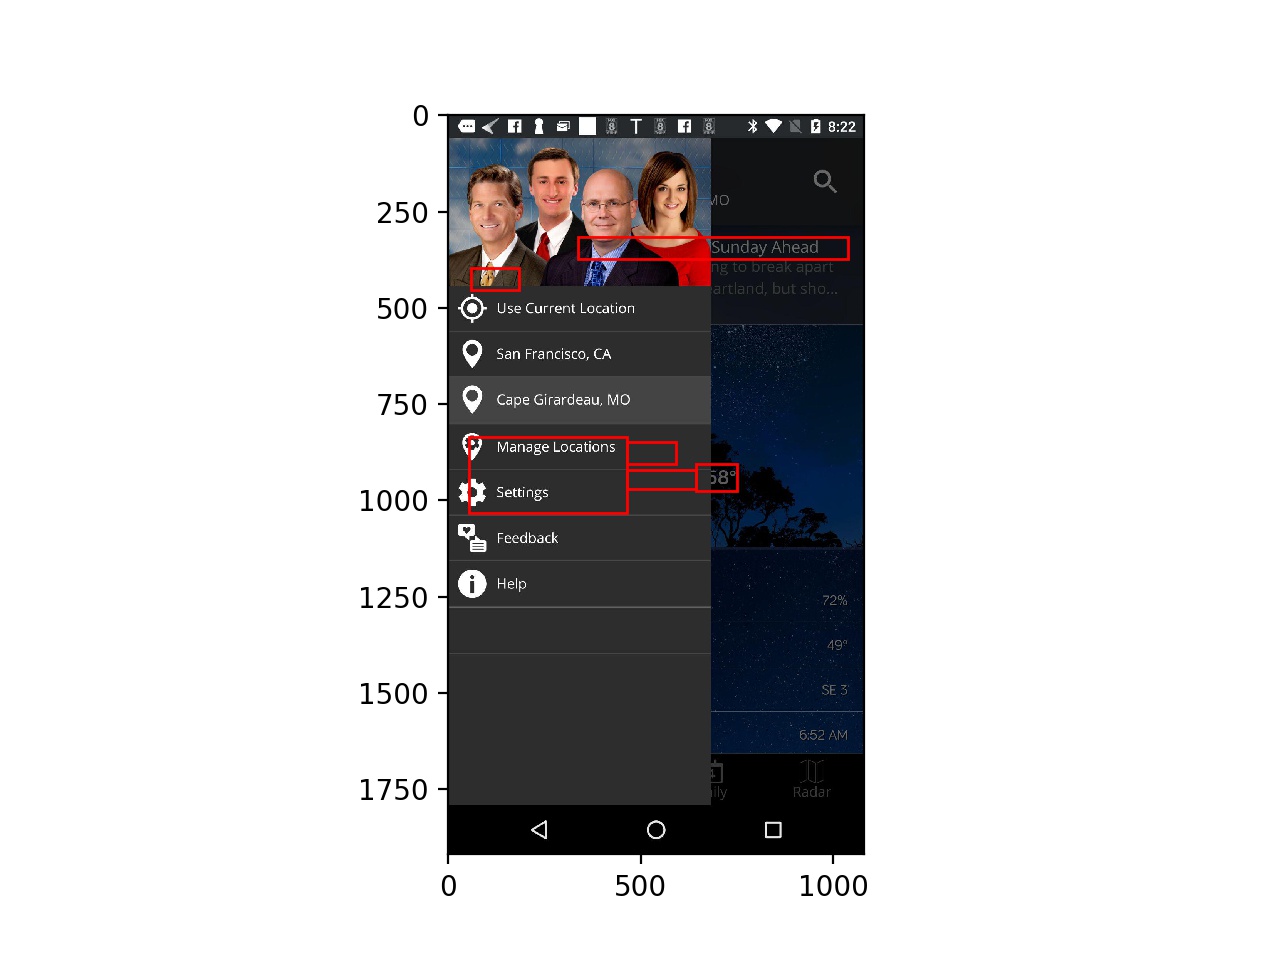 0
250
500
750
1000
1250
1500
1750
0
500
1000
8:22
MO
Sunday Ahead
ng to break apart
artland, but sho...
Use Current Location
San Francisco, CA
Cape Girardeau, MO
Manage Locations
58°
Settings
Feedback
Help
72%
49°
SE 3
6:52 AM
ily
Radar